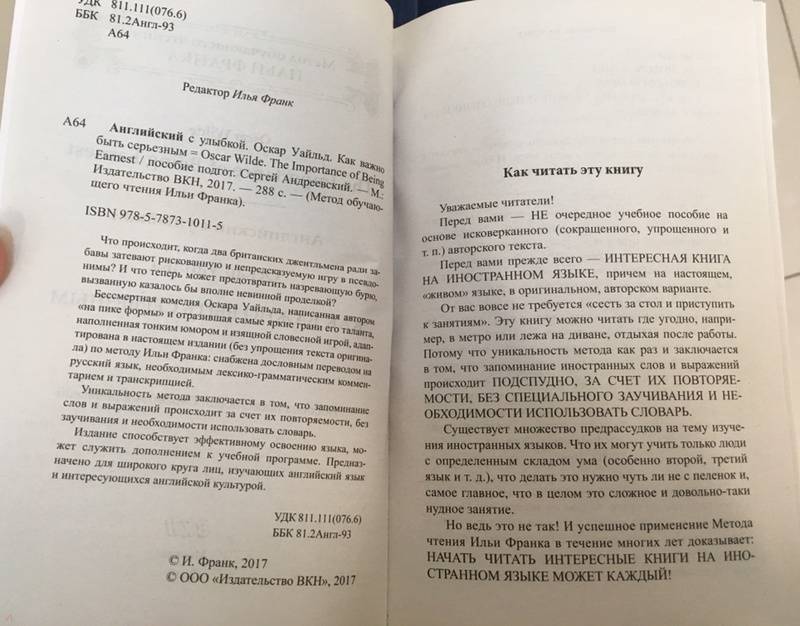 УДК 811.111(076.6)
ББК 81.2Англ-93
А64
Редактор Илья Франк
А64
Английский с улыбкой. Оскар Уайльд. Как важно
быть серьезным = Oscar Wilde. The Importance of Being
Earnest / пособие подгот. Сергей Андреевский. — М.:
Издательство ВКН, 2017. — 288 с. — (Метод обучаю-
щего чтения Ильи Франка).
ISBN 978-5-7873-1011-5
Что происходит, когда два британских джентльмена ради за-
бавы затевают рискованную и непредсказуемую игру в псевдо-
нимы? И что теперь может предотвратить назревающую бурю,
вызванную казалось бы вполне невинной проделкой?
Бессмертная комедия Оскара Уайльда, написанная автором
«на пике формы» и отразившая самые яркие грани его таланта,
наполненная тонким юмором и изящной словесной игрой, адап-
тирована в настоящем издании (без упрощения текста оригина-
ла) по методу Ильи Франка: снабжена дословным переводом на
русский язык, необходимым лексико-грамматическим коммен-
тарием и транскрипцией.
Уникальность метода заключается в том, что запоминание
слов и выражений происходит за счет их повторяемости, без
заучивания и необходимости использовать словарь.
Издание способствует эффективному освоению языка, мо-
жет служить дополнением к учебной программе. Предназ-
начено для широкого круга лиц, изучающих английский язык
и интересующихся английской культурой.
УДК 811.111(076.6)
ББК 81.2Англ-93
© И. Франк, 2017
© ООО «Издательство ВКН», 2017
Как читать эту книгу
Уважаемые читатели!
Перед вами — НЕ очередное учебное пособие на
основе исковерканного (сокращенного, упрощенного и
т. п.) авторского текста.
Перед вами прежде всего — ИНТЕРЕСНАЯ КНИГА
НА ИНОСТРАННОМ ЯЗЫКЕ, причем на настоящем,
«живом» языке, в оригинальном, авторском варианте.
От вас вовсе не требуется «сесть за стол и приступить
к занятиям». Эту книгу можно читать где угодно, напри-
мер, в метро или лежа на диване, отдыхая после работы.
Потому что уникальность метода как раз и заключается
в том, что запоминание иностранных слов и выражений
происходит ПОДСПУДНО, ЗА СЧЕТ ИХ ПОВТОРЯЕ-
МОСТИ, БЕЗ СПЕЦИАЛЬНОГО ЗАУЧИВАНИЯ И НЕ-
ОБХОДИМОСТИ ИСПОЛЬЗОВАТЬ СЛОВАРЬ.
Существует множество предрассудков на тему изуче-
ния иностранных языков. Что их могут учить только люди
с определенным складом ума (особенно второй, третий
язык и т. д.), что делать это нужно чуть ли не с пеленок и,
самое главное, что в целом это сложное и довольно-таки
нудное занятие.
Но ведь это не так! И успешное применение Метода
чтения Ильи Франка в течение многих лет доказывает:
НАЧАТЬ ЧИТАТЬ ИНТЕРЕСНЫЕ КНИГИ НА ИНО-
СТРАННОМ ЯЗЫКЕ МОЖЕТ КАЖДЫЙ!